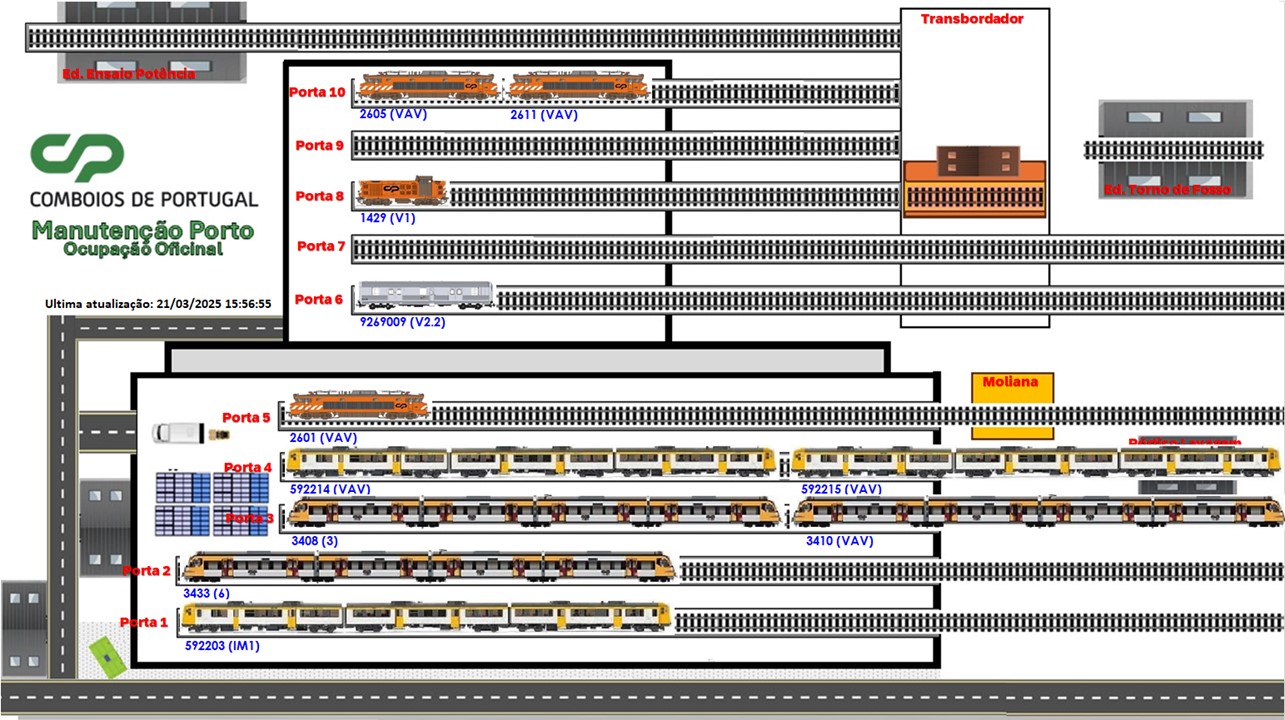 Transbordador
Ed. Ensaio Potência
Porta 10
2605 (VAV)
2611 (VAV)
Porta 9
CP
COMBOIOS DE PORTUGAL
Manutenção Porto
Ocupação Oficinal
Porta 8
1429 (V1)
Ed. Torno de Fosso
Porta 7
Ultima atualização: 21/03/2025 15:56:55
Porta 6
9269009 (V2.2)
Moliana
Porta 5
2601 (VAV)
Porta 4
592214 (VAV)
592215 (VAV)
Porta 3
3408 (3)
3410 (VAV)
Porta 2
3433 (6)
Porta 1
592203 (IM1)